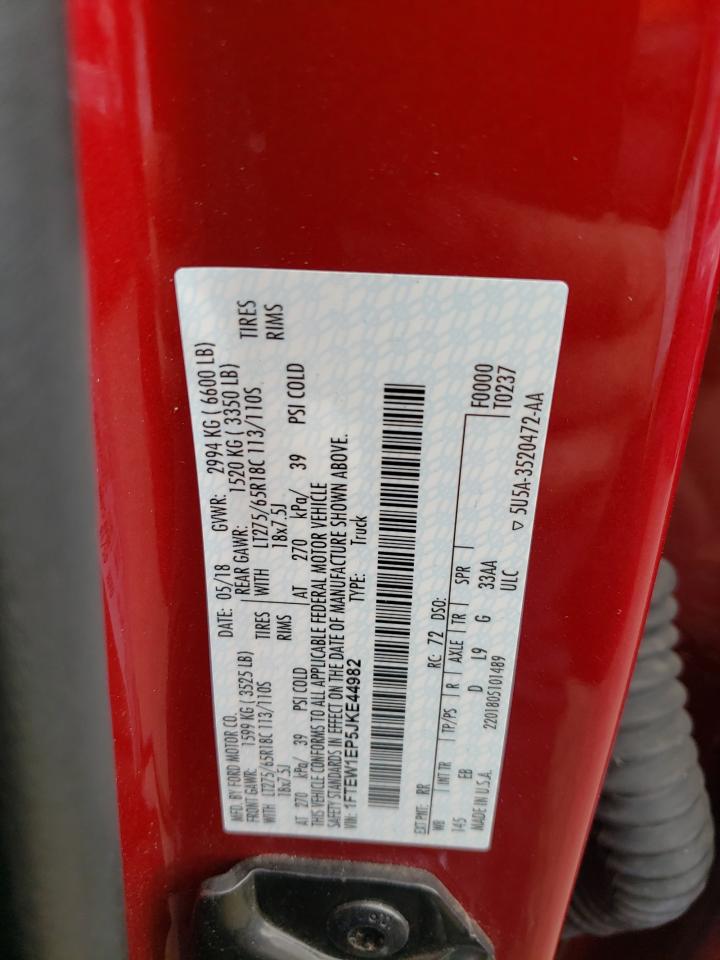 MFD. BY FORD MOTOR CO.
DATE: 05/18 GVWR: 2994 KG ( 6600 LB)
FRONT GAWR: 1599 KG ( 3525 LB) REAR GAWR: 1520 KG ( 3350 LB)
WITH LT275/65R18C 113/110S TIRES WITH LT275/65R18C 113/110S TIRES
18x7.5J RIMS 18x7.5J RIMS
AT 270 kPa/ 39 PSI COLD AT 270 kPa/ 39 PSI COLD
THIS VEHICLE CONFORMS TO ALL APPLICABLE FEDERAL MOTOR VEHICLE
SAFETY STANDARDS IN EFFECT ON THE DATE OF MANUFACTURE SHOWN ABOVE.
VIN: 1FTEW1EP5JKE44982 TYPE: Truck
EXT PNT: RR RC: 72 DSO: F0000
WB INT TR TP/PS R AXLE TR SPR T0237
145 EB D L9 G 33AA
2201805101489 ULC
MADE IN U.S.A. ▽ 5U5A-3520472-AA